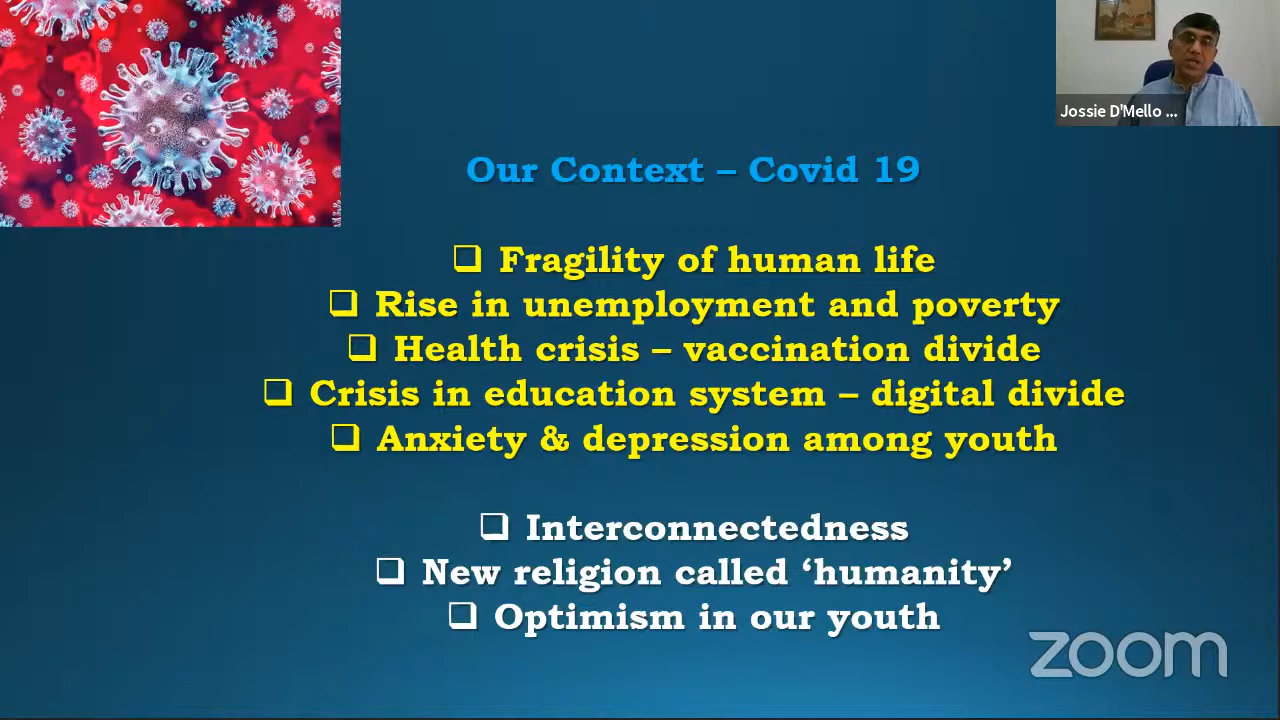 Jossie D'Mello ...
Our Context – Covid 19
❑ Fragility of human life
❑ Rise in unemployment and poverty
❑ Health crisis – vaccination divide
❑ Crisis in education system – digital divide
❑ Anxiety & depression among youth
❑ Interconnectedness
❑ New religion called ‘humanity’
❑ Optimism in our youth
zoom